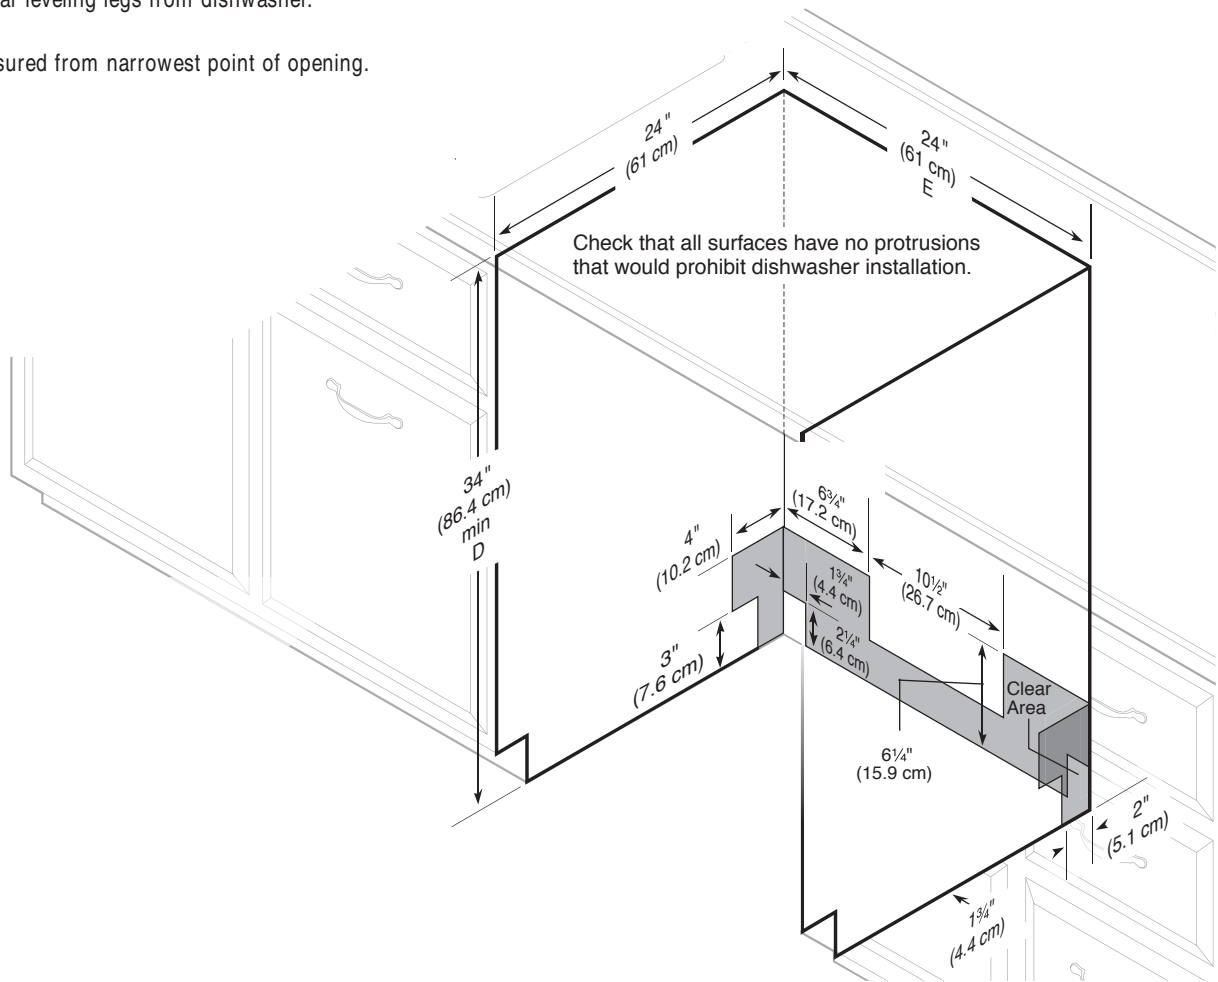 leveling legs from dishwasher.
from narrowest point of opening.
24"
(61 cm)
24"
(61 cm)
E
Check that all surfaces have no protrusions
that would prohibit dishwasher installation.
34"
(86.4 cm)
min
D
6¾"
(17.2 cm)
4"
(10.2 cm)
1¾"
(4.4 cm)
10½"
(26.7 cm)
2¼"
(6.4 cm)
3"
(7.6 cm)
Clear
Area
6¼"
(15.9 cm)
2"
(5.1 cm)
1¾"
(4.4 cm)